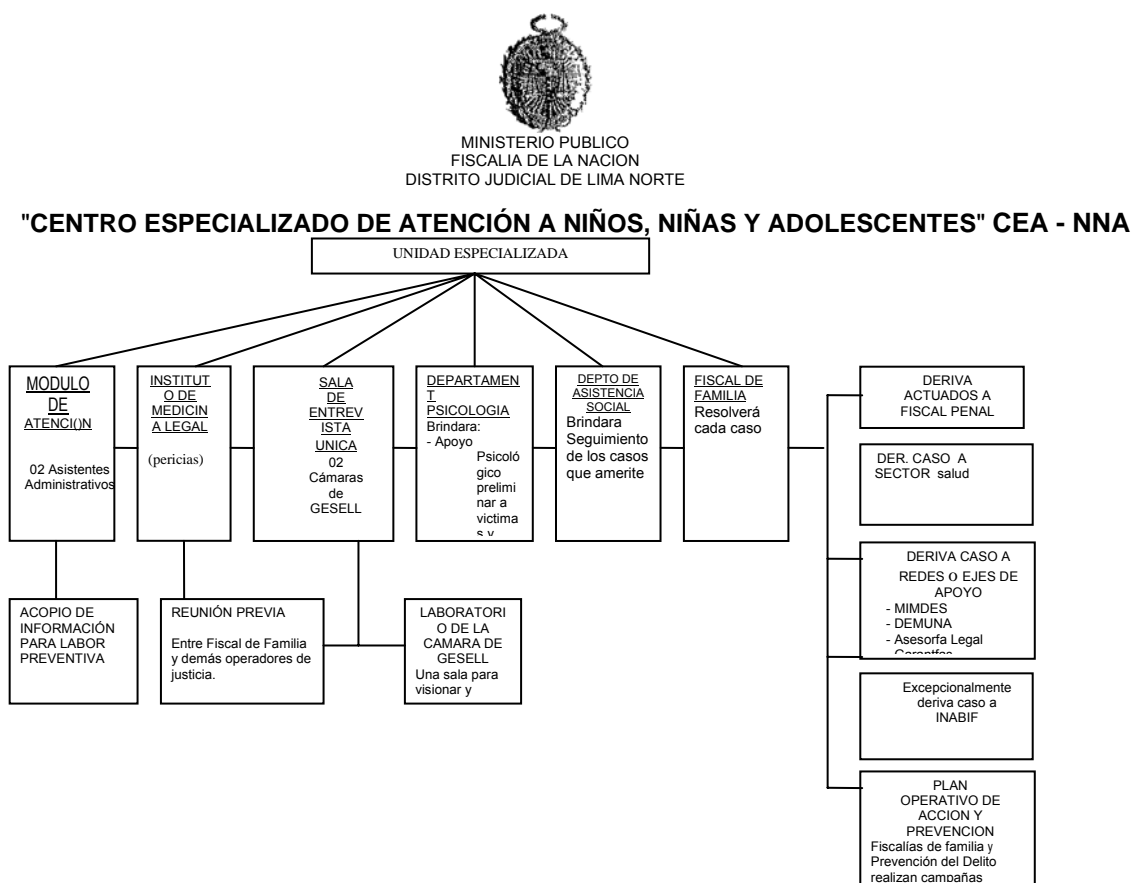 MINISTERIO PUBLICO
FISCALIA DE LA NACION
DISTRITO JUDICIAL DE LIMA NORTE
"CENTRO ESPECIALIZADO DE ATENCIÓN A NIÑOS, NIÑAS Y ADOLESCENTES" CEA - NNA
UNIDAD ESPECIALIZADA
MODULO
DE
ATENCI()N
02 Asistentes
Administrativos
INSTITUT
O DE
MEDICIN
A LEGAL
(pericias)
SALA
DE
ENTREV
ISTA
UNICA
02
Cámaras
de
GESELL
DEPARTAMEN
T
PSICOLOGIA
Brindara:
- Apoyo
Psicoló
gico
prelimi
nar a
victima
s y
DEPTO DE
ASISTENCIA
SOCIAL
Brindara
Seguimiento
de los casos
que amerite
FISCAL DE
FAMILIA
Resolverá
cada caso
DERIVA
ACTUADOS A
FISCAL PENAL
DER. CASO A
SECTOR salud
DERIVA CASO A
REDES O EJES DE
APOYO
- MIMDES
- DEMUNA
- Asesorfa Legal
Garantfas
Excepcionalmente
deriva caso a
INABIF
PLAN
OPERATIVO DE
ACCION Y
PREVENCION
Fiscalías de familia y
Prevención del Delito
realizan campañas
ACOPIO DE
INFORMACIÓN
PARA LABOR
PREVENTIVA
REUNIÓN PREVIA
Entre Fiscal de Familia
y demás operadores de
justicia.
LABORATORI
O DE LA
CAMARA DE
GESELL
Una sala para
visionar y